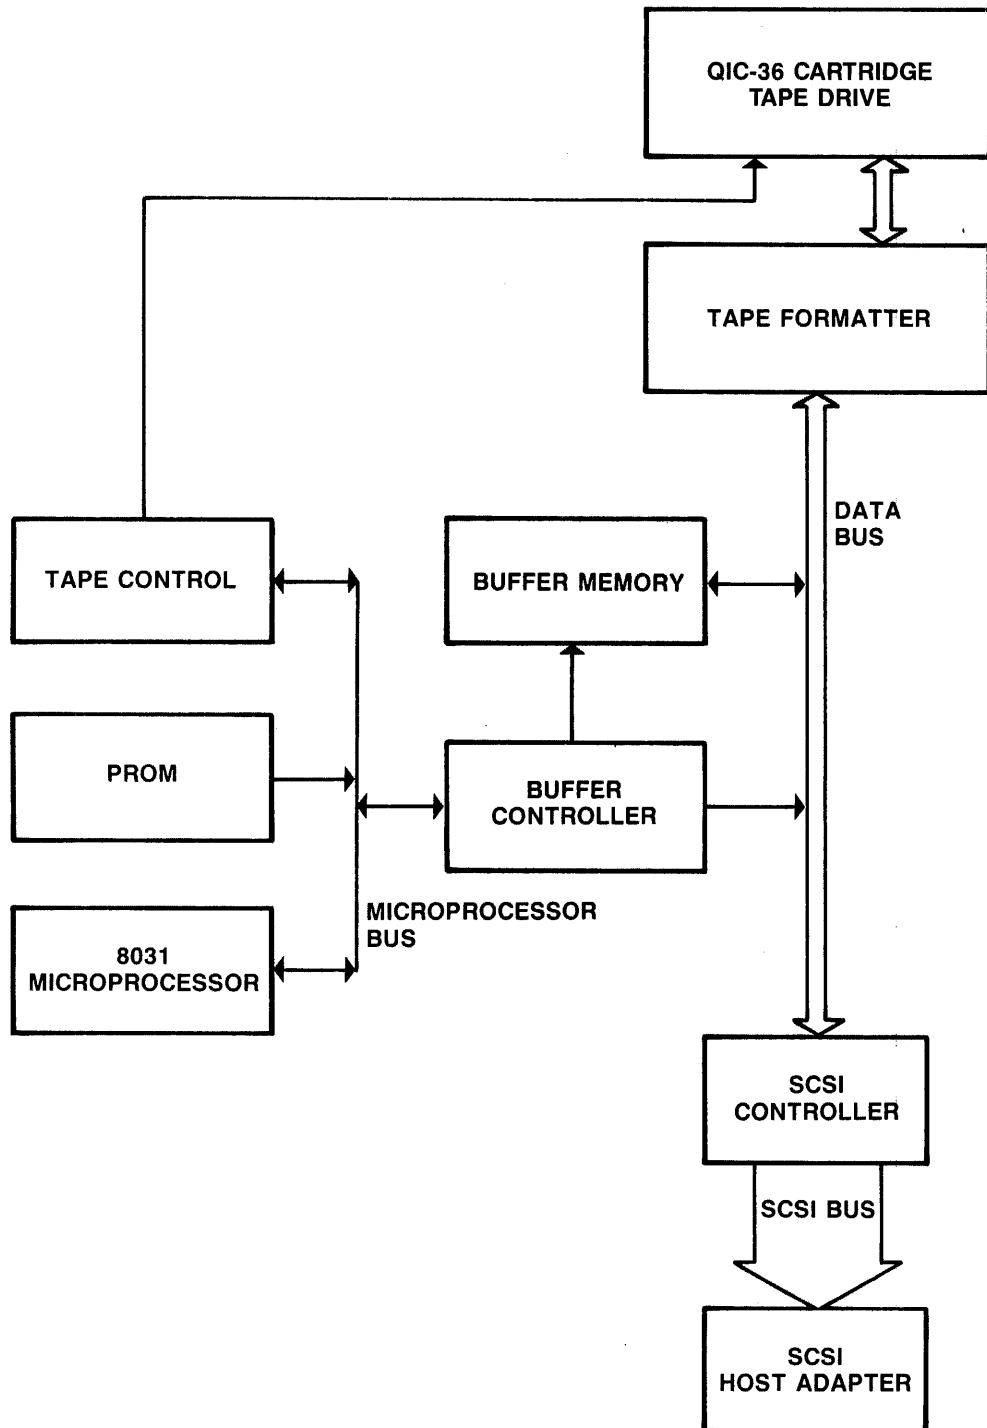 QIC-36 CARTRIDGE
TAPE DRIVE
TAPE FORMATTER
DATA
BUS
TAPE CONTROL
BUFFER MEMORY
PROM
BUFFER
CONTROLLER
MICROPROCESSOR
BUS
8031
MICROPROCESSOR
SCSI
CONTROLLER
SCSI BUS
SCSI
HOST ADAPTER